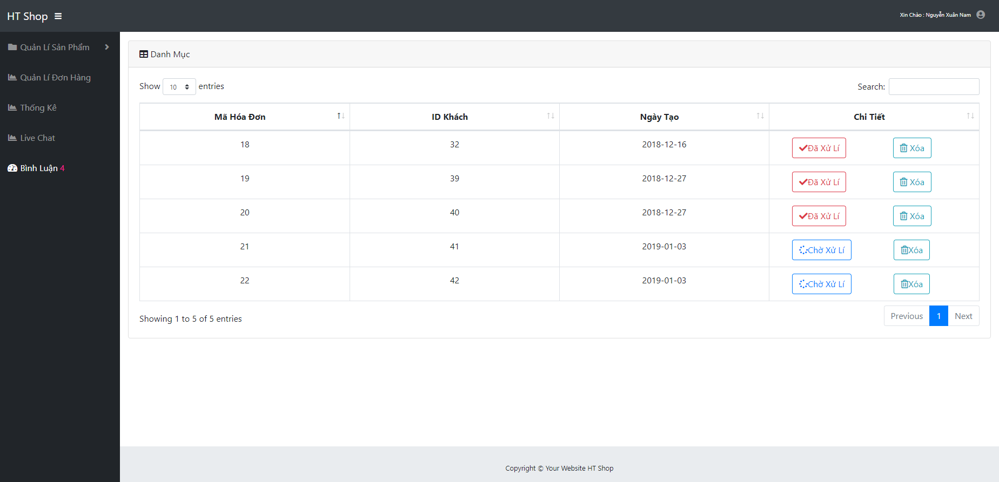 HT Shop
Xin Chào : Nguyễn Xuân Nam
Quản Lí Sản Phẩm
Quản Lí Đơn Hàng
Thống Kê
Live Chat
Bình Luận 4
Danh Mục
Show 10 entries
Search:
Mã Hóa Đơn ID Khách Ngày Tạo Chi Tiết
18 32 2018-12-16 Đã Xử Lí Xóa
19 39 2018-12-27 Đã Xử Lí Xóa
20 40 2018-12-27 Đã Xử Lí Xóa
21 41 2019-01-03 Chờ Xử Lí Xóa
22 42 2019-01-03 Chờ Xử Lí Xóa
Showing 1 to 5 of 5 entries
Previous 1 Next
Copyright © Your Website HT Shop